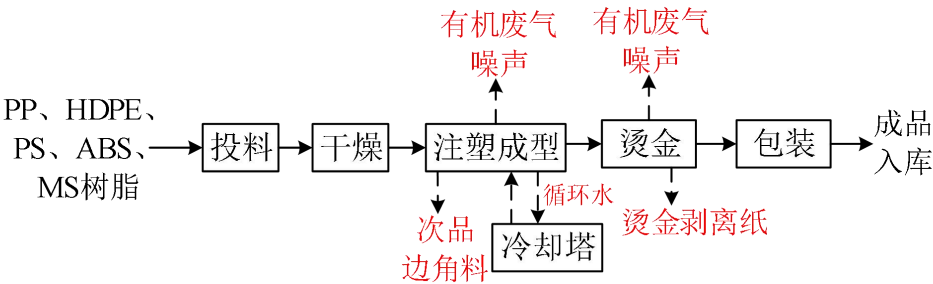 有机废气
噪声
有机废气
噪声
PP、HDPE、
PS、ABS、
MS树脂
投料
干燥
注塑成型
烫金
包装
成品
入库
次品
边角料
循环水
冷却塔
烫金剥离纸